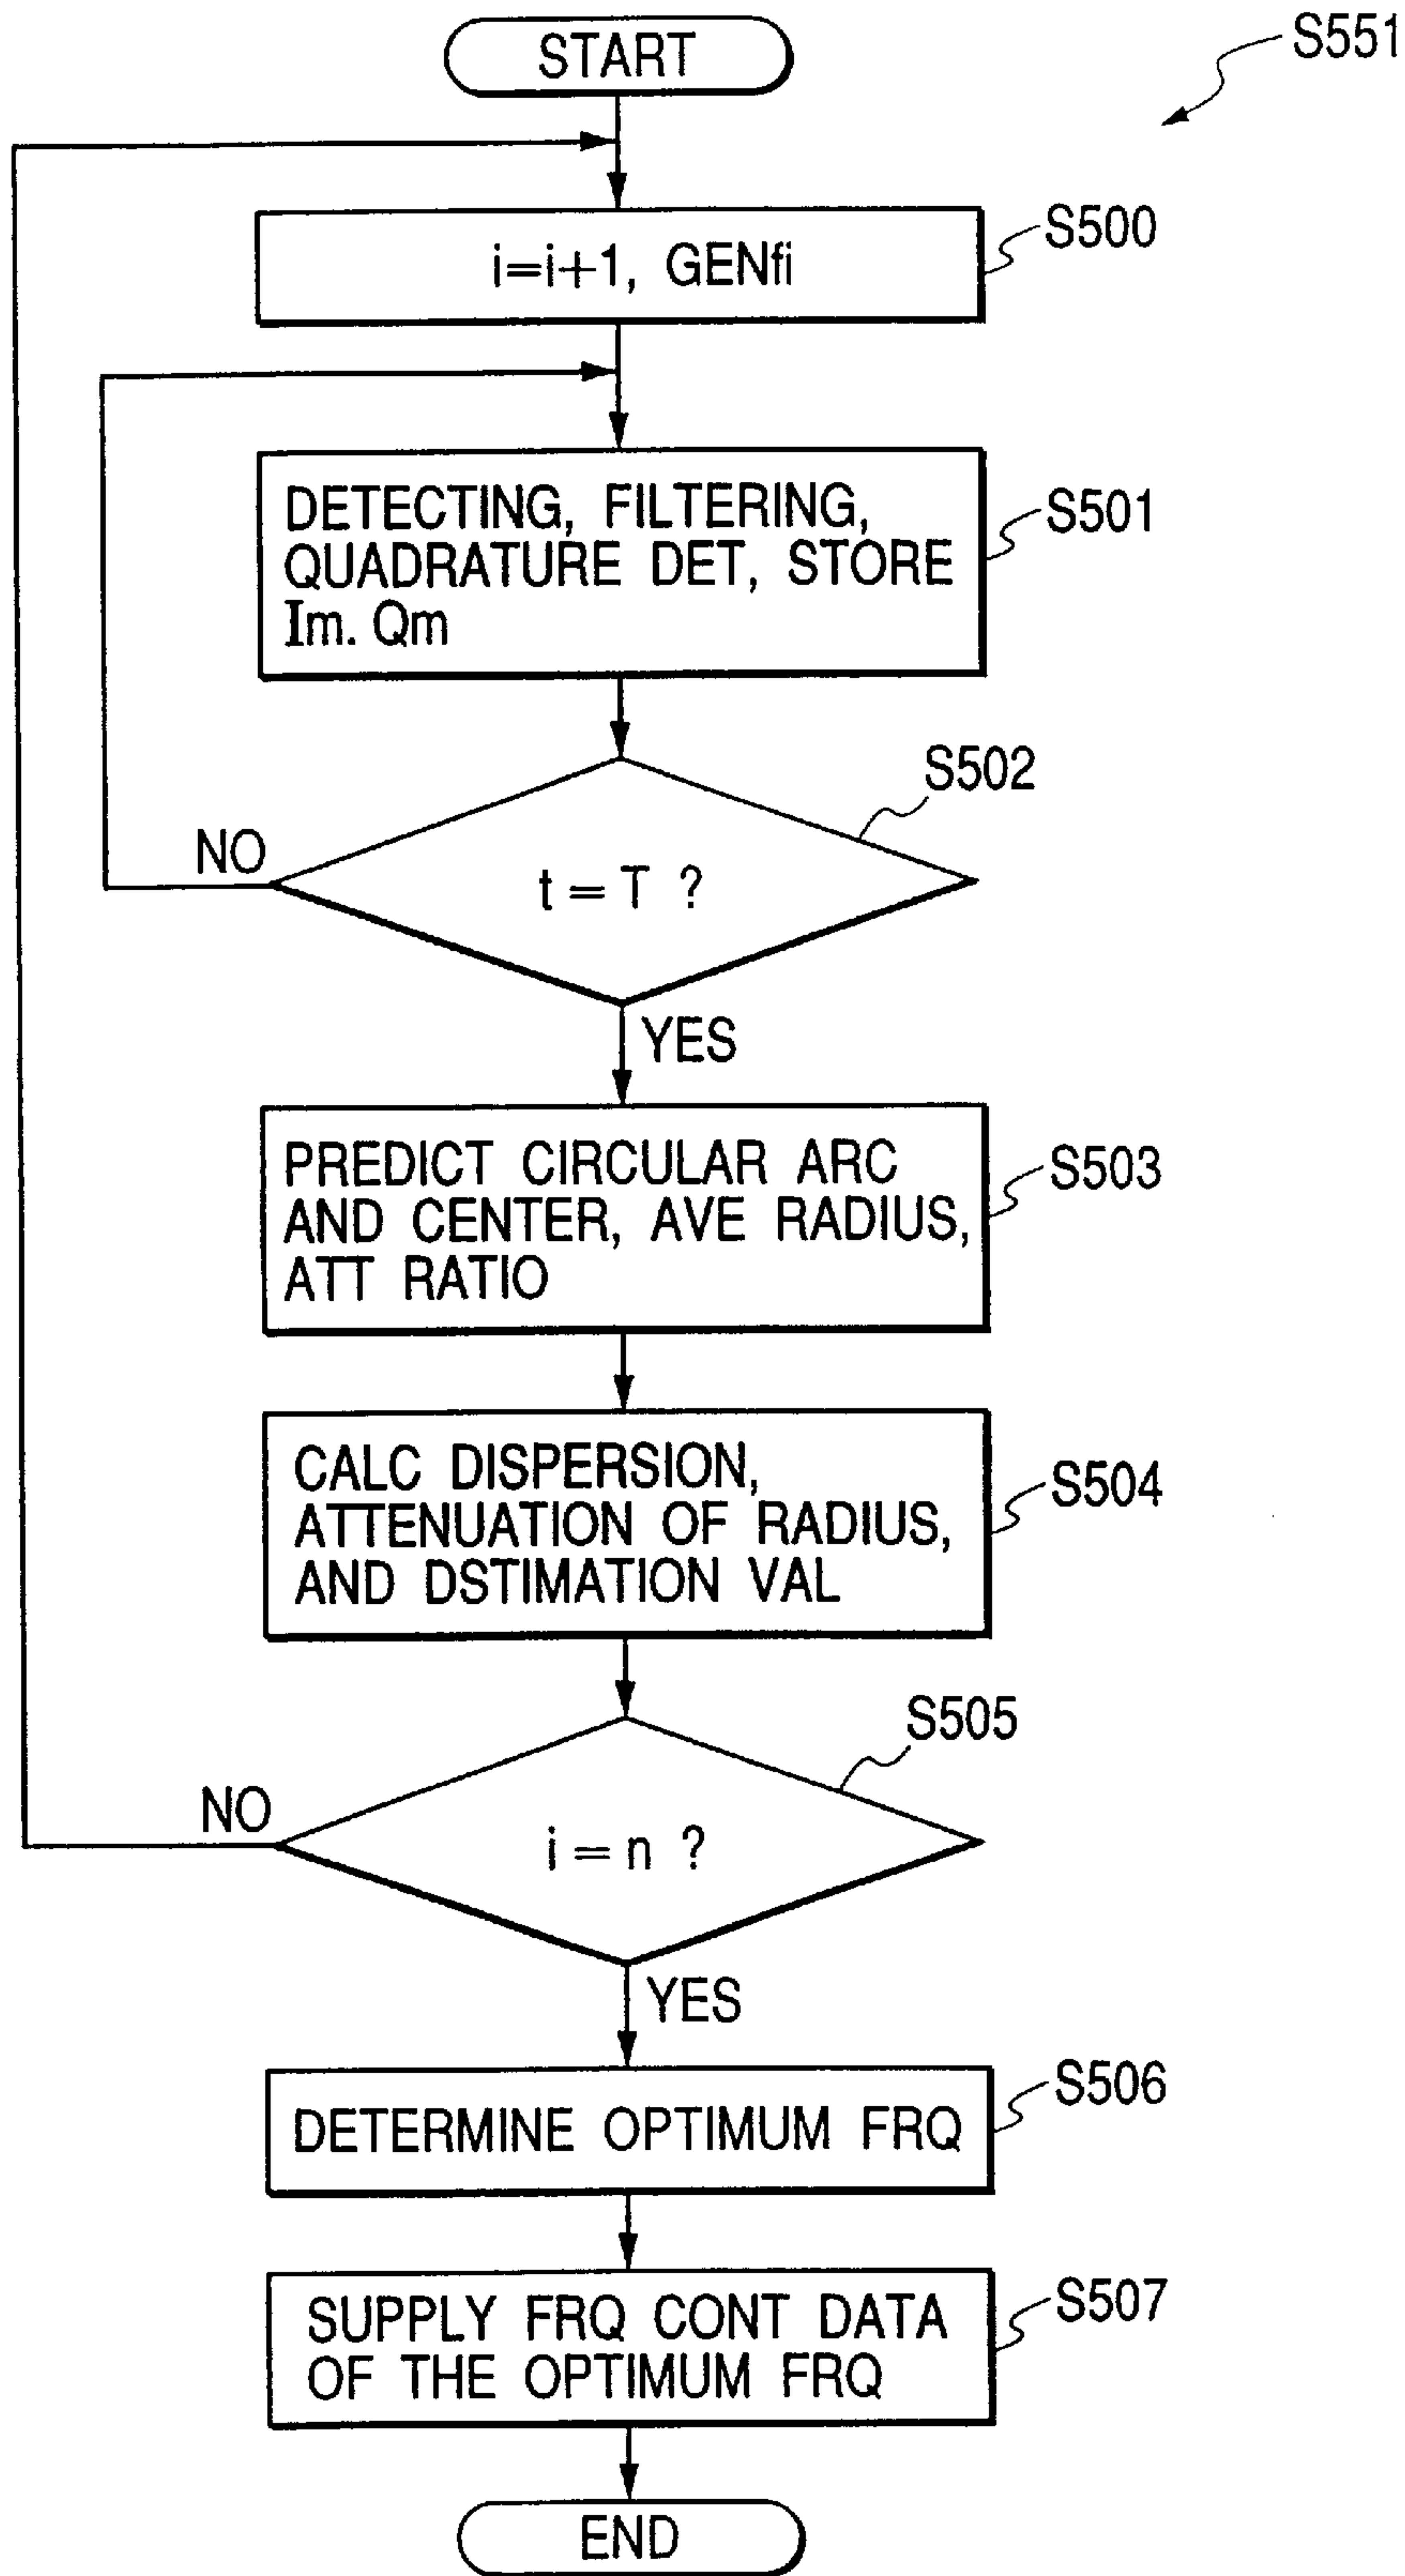 START
S551
i=i+1, GENfi
S500
DETECTING, FILTERING,
QUADRATURE DET, STORE
Im. Qm
S501
S502
NO
t = T ?
YES
PREDICT CIRCULAR ARC
AND CENTER, AVE RADIUS,
ATT RATIO
S503
CALC DISPERSION,
ATTENUATION OF RADIUS,
AND DSTIMATION VAL
S504
S505
NO
i = n ?
YES
DETERMINE OPTIMUM FRQ
S506
SUPPLY FRQ CONT DATA
OF THE OPTIMUM FRQ
S507
END